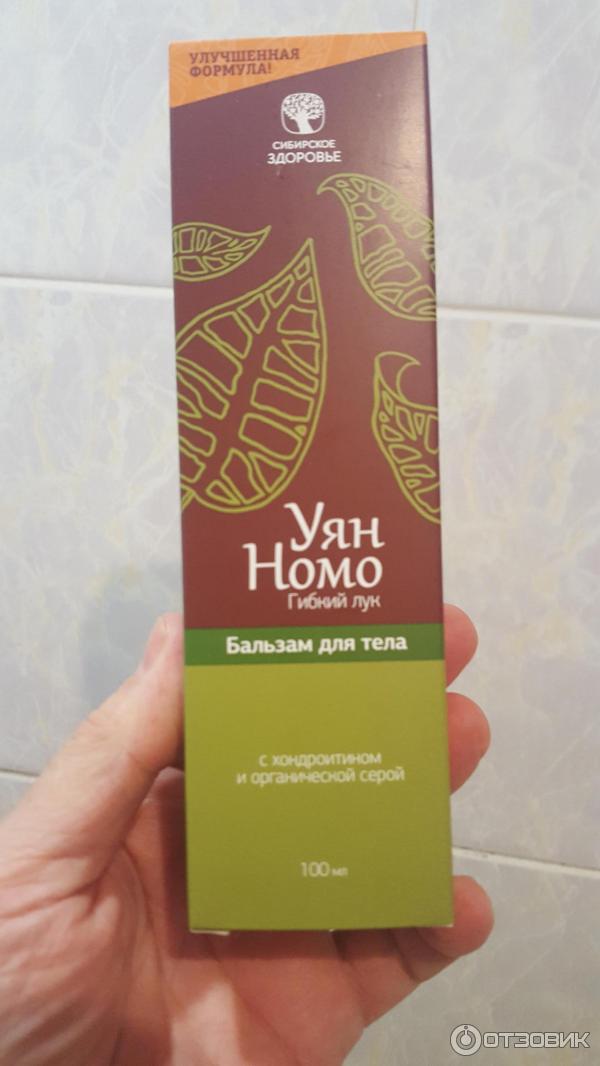 УЛУЧШЕННАЯ
ФОРМУЛА!
СИБИРСКОЕ
ЗДОРОВЬЕ
Уян
Номо
Гибкий лук
Бальзам для тела
с хондроитином
и органической серой
100 мл
ОТЗОВИК